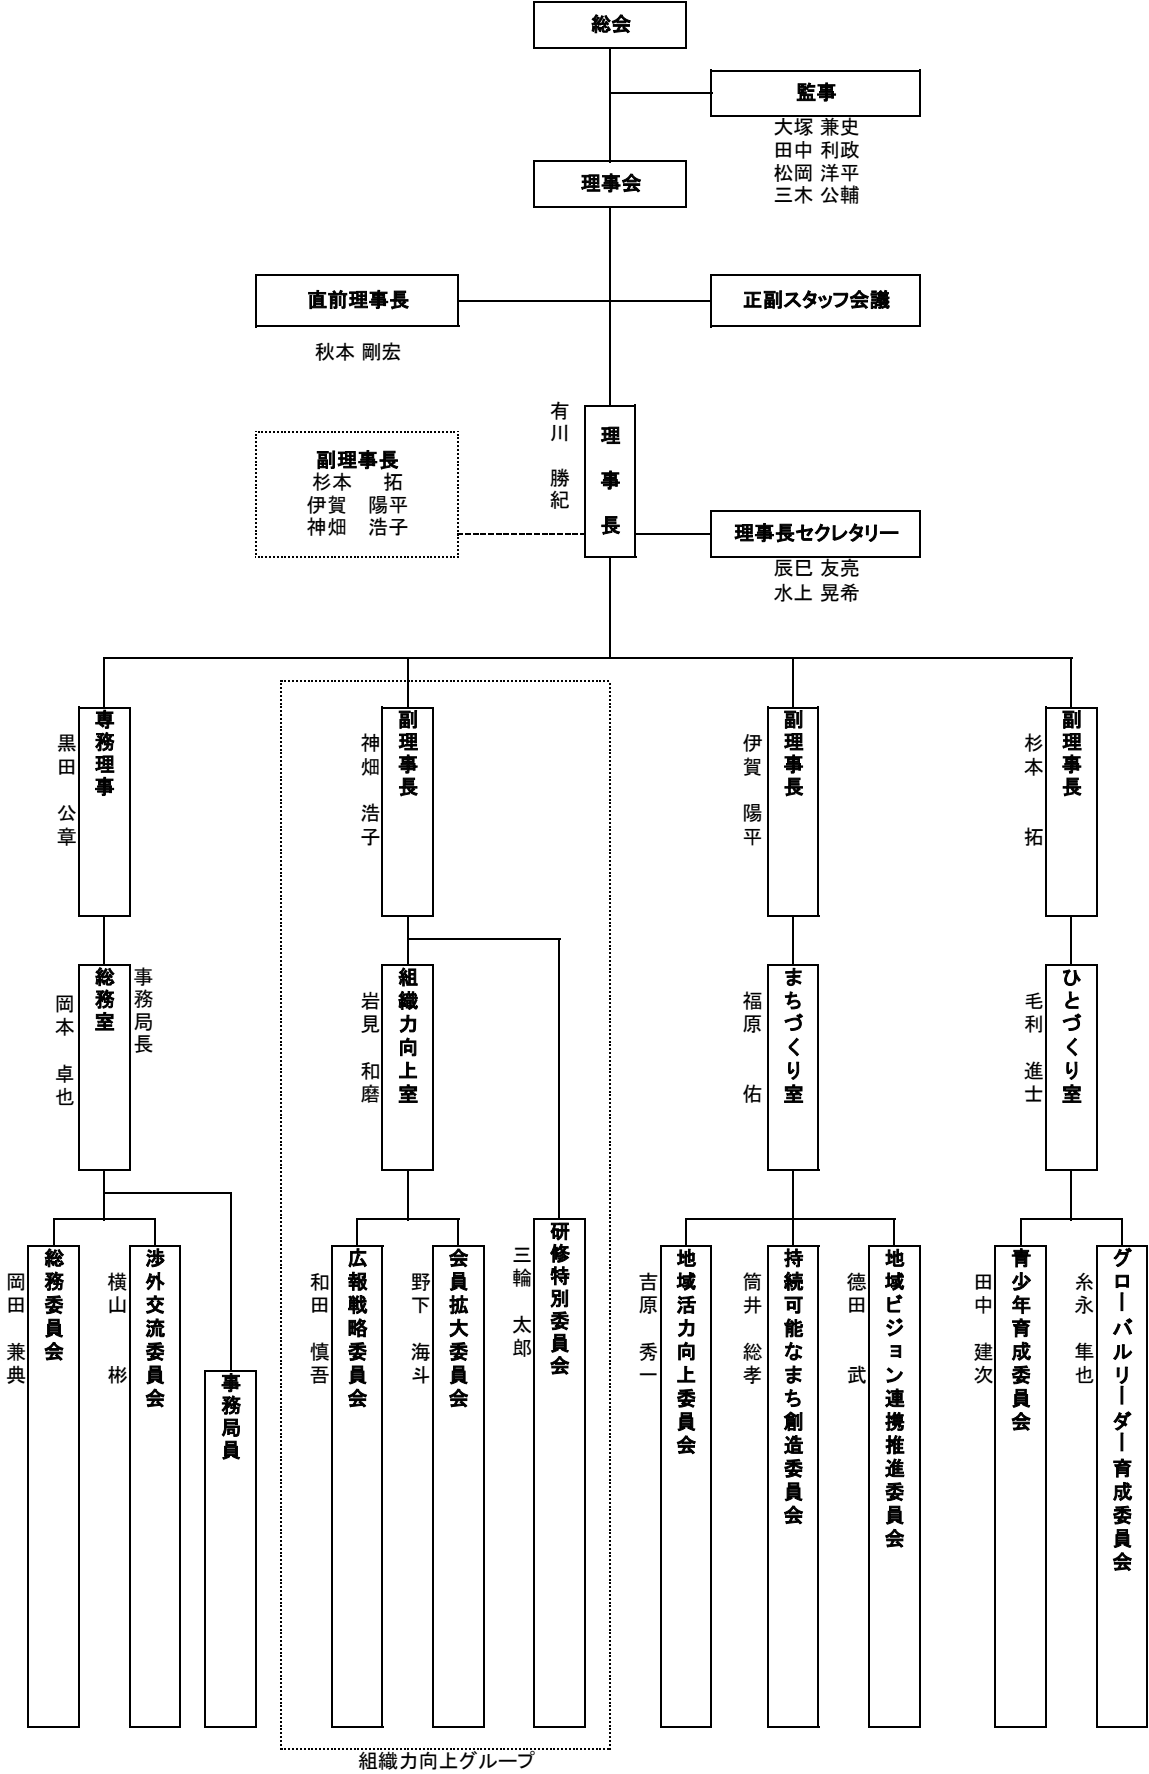 総会
監事
大塚 兼史
田中 利政
松岡 洋平
三木 公輔
理事会
直前理事長
秋本 剛宏
正副スタッフ会議
理事長
有川 勝紀
副理事長
杉本 拓
伊賀 陽平
神畑 浩子
理事長セクレタリー
辰巳 友亮
水上 晃希
専務理事
黒田 公章
副理事長
神畑 浩子
副理事長
伊賀 陽平
副理事長
杉本 拓
総務室
事務局長
岡本 卓也
組織力向上室
岩見 和磨
まちづくり室
福原 佑
ひとづくり室
毛利 進士
総務委員会
岡田 兼典
渉外交流委員会
横山 彬
事務局員
広報戦略委員会
和田 慎吾
会員拡大委員会
野下 海斗
研修特別委員会
三輪 太郎
地域活力向上委員会
吉原 秀一
持続可能なまち創造委員会
筒井 総孝
地域ビジョン連携推進委員会
德田 武
青少年育成委員会
田中 建次
グローバルリーダー育成委員会
糸永 隼也
組織力向上グループ